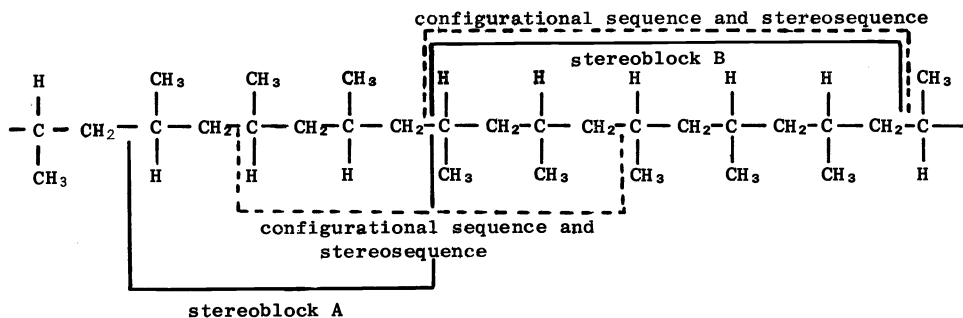 configurational sequence and stereosequence
stereoblock B
H CH₃ CH₃ CH₃ H H H H H CH₃
— C — CH₂ — C — CH₂ — C — CH₂ — C — CH₂ — C — CH₂ — C — CH₂ — C — CH₂ — C — CH₂ — C — CH₂ — C —
CH₃ H H H CH₃ CH₃ CH₃ CH₃ CH₃ H
configurational sequence and
stereosequence
stereoblock A